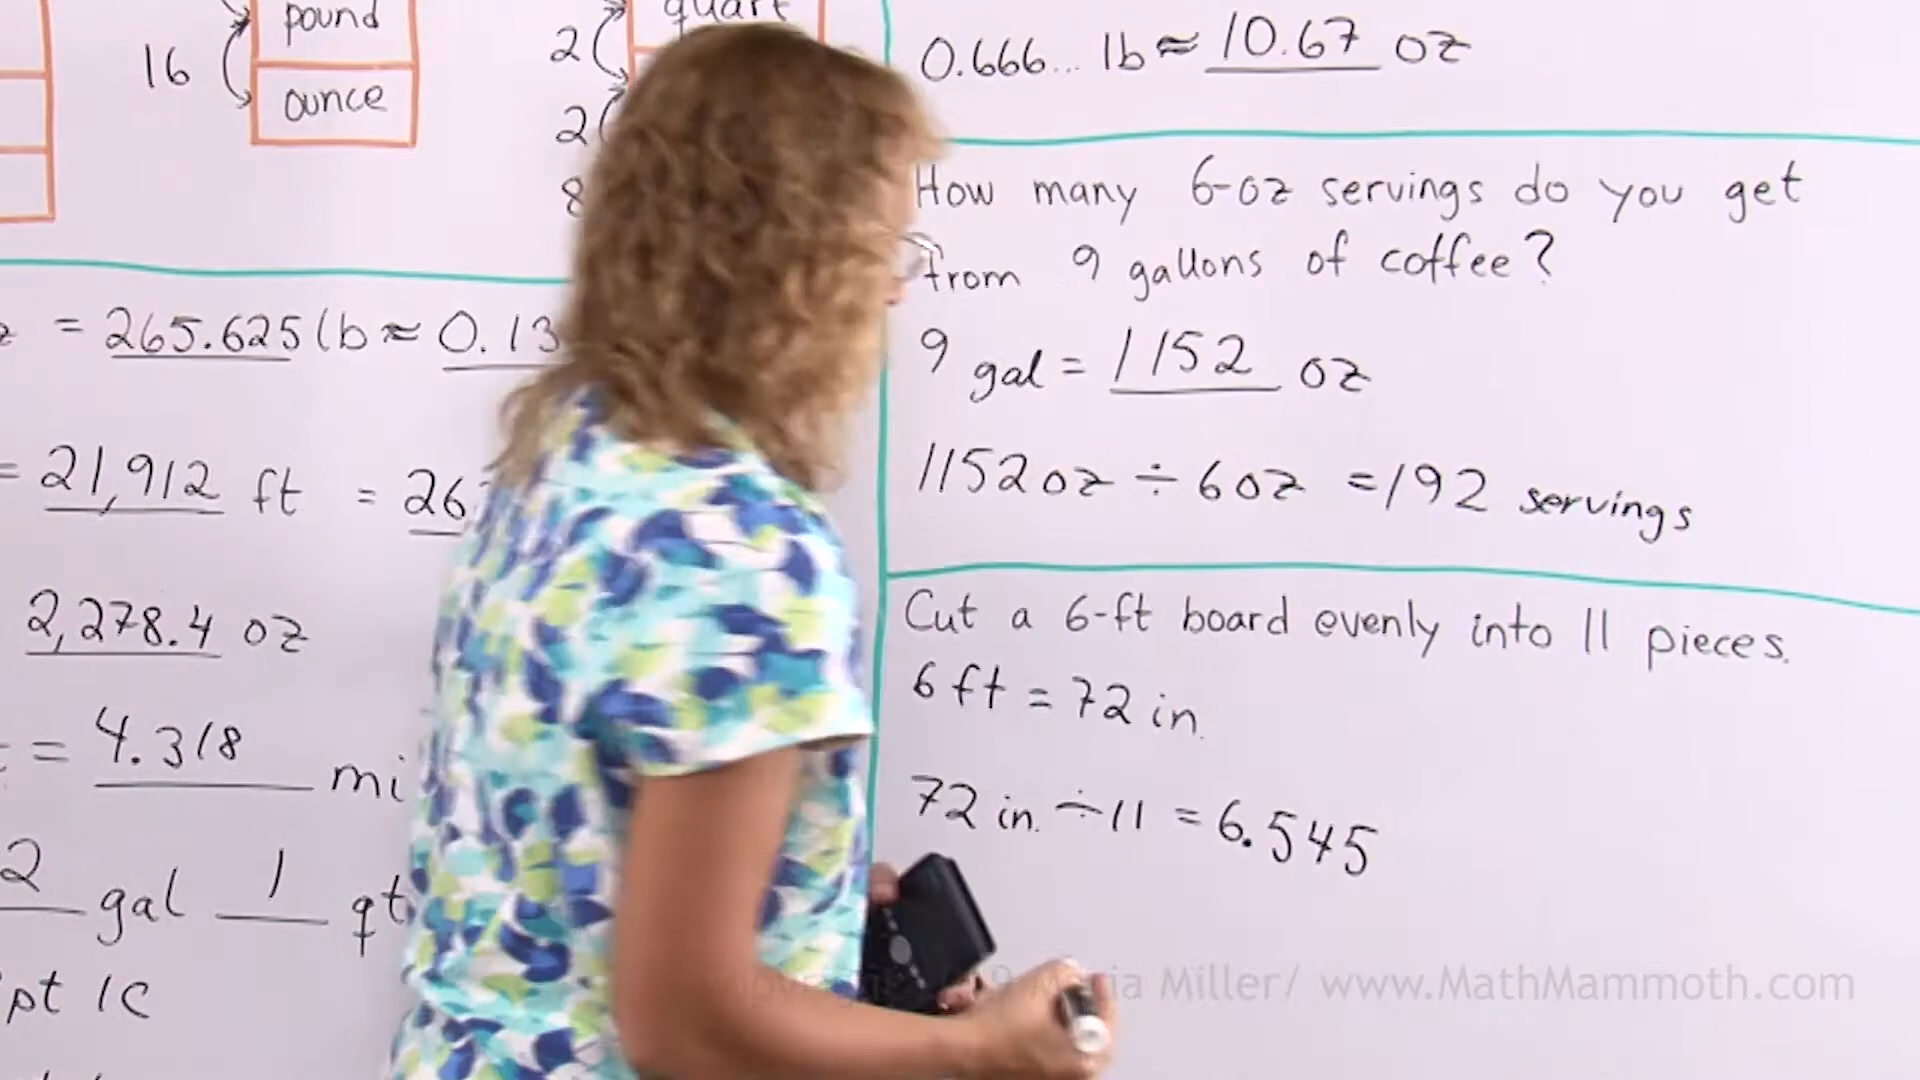 pound
16
ounce
quart
2
2
8
= 265.625 lb ≈ 0.13
= 21,912 ft = 26
2,278.4 oz
= 4.318 mi
2 gal 1 qt
pt 1C
0.666... lb ≈ 10.67 oz
How many 6-oz servings do you get
from 9 gallons of coffee?
9 gal = 1152 oz
1152 oz ÷ 6 oz = 192 servings
Cut a 6-ft board evenly into 11 pieces.
6 ft = 72 in.
72 in. ÷ 11 = 6.545
Miller/ www.MathMammoth.com